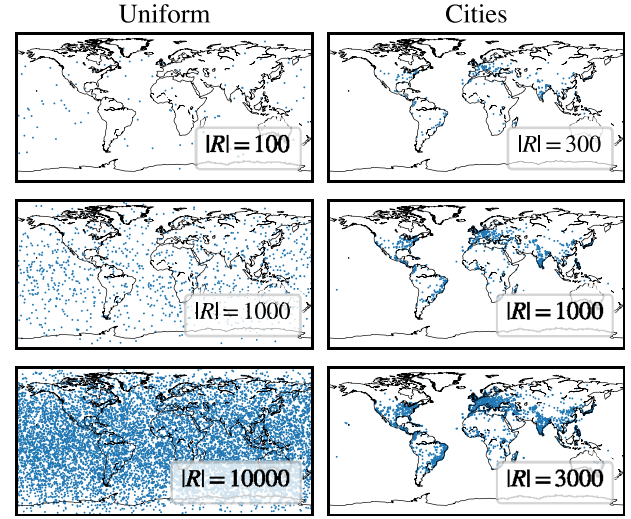 Uniform
Cities
|R| = 100
|R| = 300
|R| = 1000
|R| = 1000
|R| = 10000
|R| = 3000